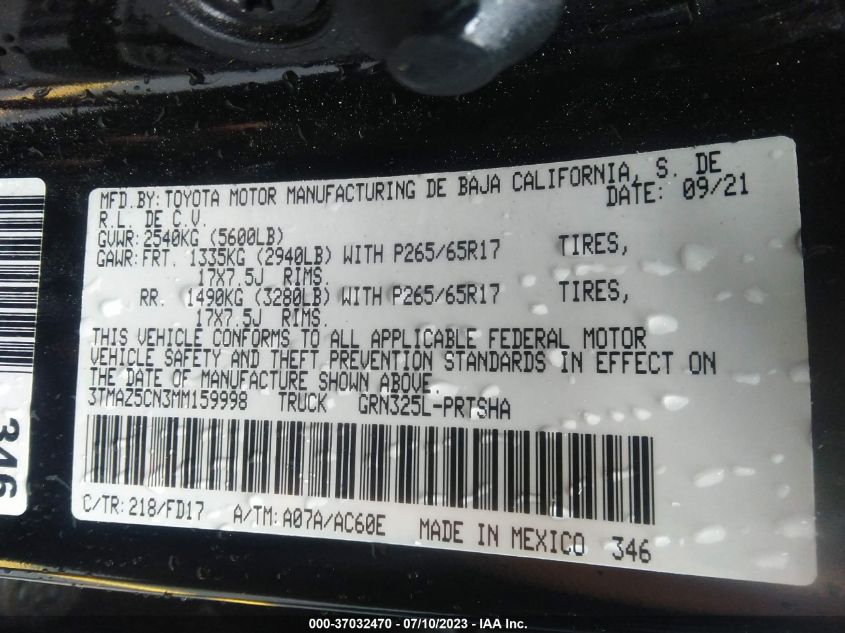 MFD. BY: TOYOTA MOTOR MANUFACTURING DE BAJA CALIFORNIA, S. DE
R.L. DE C.V. DATE: 09/21
GVWR: 2540KG (5600LB)
GAWR: FRT. 1335KG (2940LB) WITH P265/65R17 TIRES,
17X7.5J RIMS.
RR. 1490KG (3280LB) WITH P265/65R17 TIRES,
17X7.5J RIMS.
THIS VEHICLE CONFORMS TO ALL APPLICABLE FEDERAL MOTOR
VEHICLE SAFETY AND THEFT PREVENTION STANDARDS IN EFFECT ON
THE DATE OF MANUFACTURE SHOWN ABOVE.
3TMAZ5CN3MM159998 TRUCK GRN325L-PRTSHA
C/TR: 218/FD17 A/TM: A07A/AC60E MADE IN MEXICO 346
346
000-37032470 - 07/10/2023 - IAA Inc.